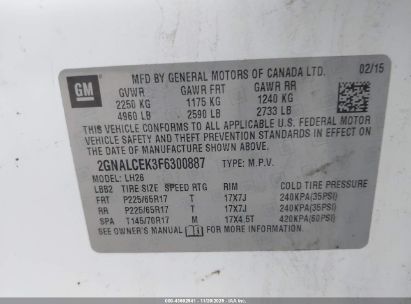 GM
MFD BY GENERAL MOTORS OF CANADA LTD. 02/15
GVWR GAWR FRT GAWR RR
2250 KG 1175 KG 1240 KG
4960 LB 2590 LB 2733 LB
THIS VEHICLE CONFORMS TO ALL APPLICABLE U.S. FEDERAL
MOTOR VEHICLE SAFETY AND THEFT PREVENTION STANDARDS
IN EFFECT ON THE DATE OF MANUFACTURE SHOWN ABOVE.
2GNALCEK3F6300887 TYPE: M.P.V.
MODEL: LH26
LBB2 TIRE SIZE SPEED RTG RIM COLD TIRE PRESSURE
FRT P225/65R17 T 17X7J 240KPA(35PSI)
RR P225/65R17 T 17X7J 240KPA(35PSI)
SPA T145/70R17 M 17X4.5T 420KPA(60PSI)
SEE OWNER'S MANUAL FOR MORE INFORMATION